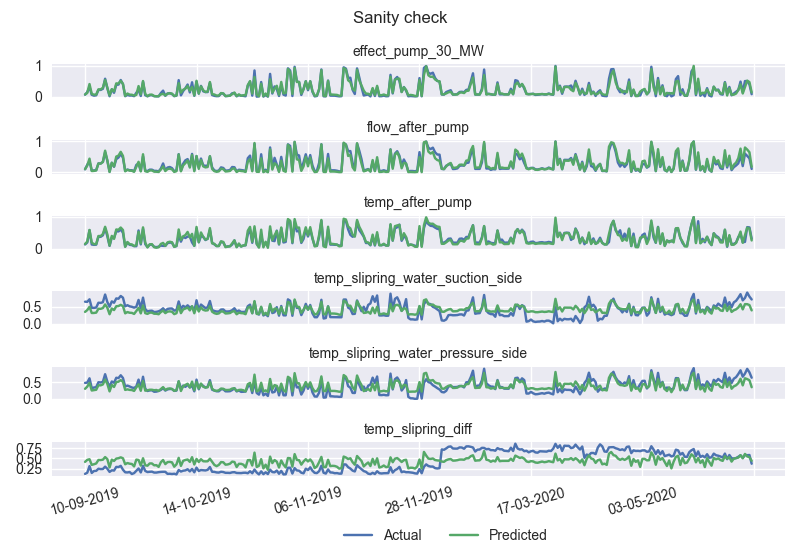 Sanity check
effect_pump_30_MW
1
0
flow_after_pump
1
0
temp_after_pump
1
0
temp_slipring_water_suction_side
0.5
0.0
temp_slipring_water_pressure_side
0.5
0.0
temp_slipring_diff
0.75
0.50
0.25
10-09-2019 14-10-2019 06-11-2019 28-11-2019 17-03-2020 03-05-2020
Actual Predicted